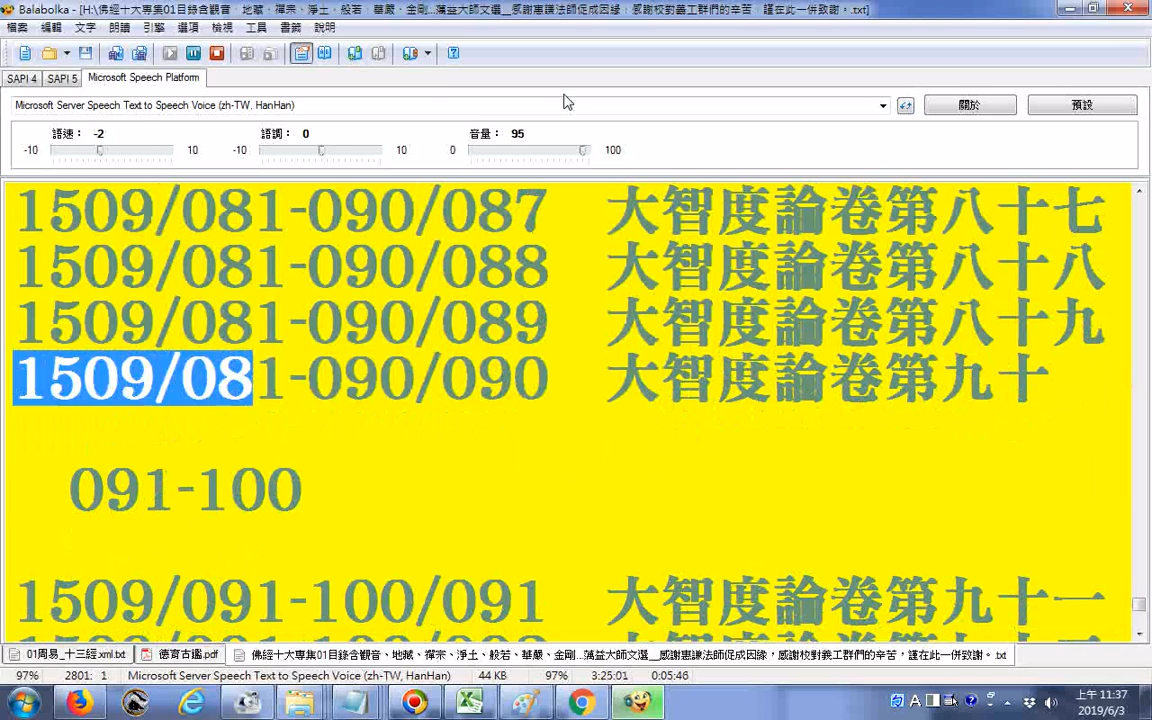 Balabolka - [H:\佛經十大專集01目錄含觀音、地藏、禪宗、淨土、般若、華嚴、金剛...蕅益大師文選__感謝惠謙法師促成因緣，感謝校對義工群們的辛苦，謹在此一併致謝。.txt]
檔案 編輯 文字 朗讀 引擎 選項 檢視 工具 書籤 說明
SAPI 4 SAPI 5 Microsoft Speech Platform
Microsoft Server Speech Text to Speech Voice (zh-TW, HanHan) 關於 預設
語速： -2 語調： 0 音量： 95
-10 10 -10 10 0 100
1509/081-090/087 大智度論卷第八十七
1509/081-090/088 大智度論卷第八十八
1509/081-090/089 大智度論卷第八十九
1509/081-090/090 大智度論卷第九十
091-100
1509/091-100/091 大智度論卷第九十一
01周易_十三經.xml.txt 德育古鑑.pdf 佛經十大專集01目錄含觀音、地藏、禪宗、淨土、般若、華嚴、金剛...蕅益大師文選__感謝惠謙法師促成因緣，感謝校對義工群們的辛苦，謹在此一併致謝。.txt
97% 2801: 1 Microsoft Server Speech Text to Speech Voice (zh-TW, HanHan) 44 KB 97% 3:25:01 0:05:46
上午 11:37
2019/6/3